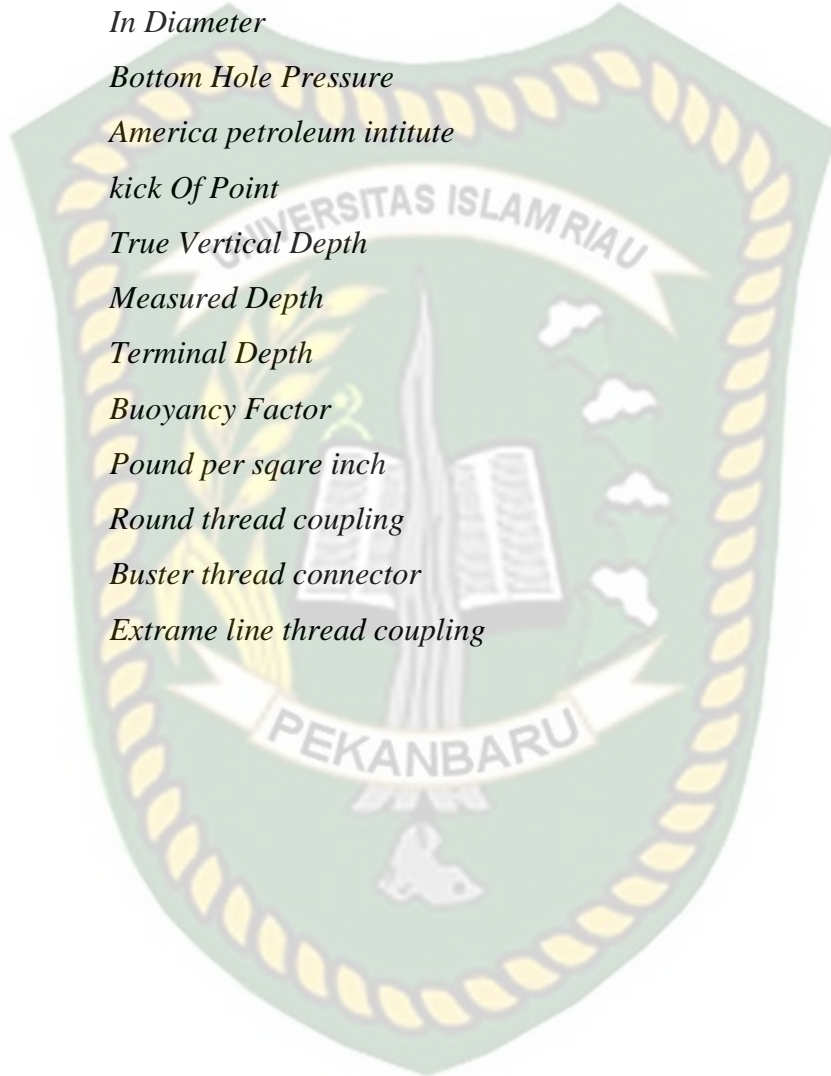 In Diameter
Bottom Hole Pressure
America petroleum intitute
kick Of Point
UNIVERSITAS ISLAM RIAU
True Vertical Depth
Measured Depth
Terminal Depth
Buoyancy Factor
Pound per sqare inch
Round thread coupling
Buster thread connector
Extrame line thread coupling
PEKANBARU